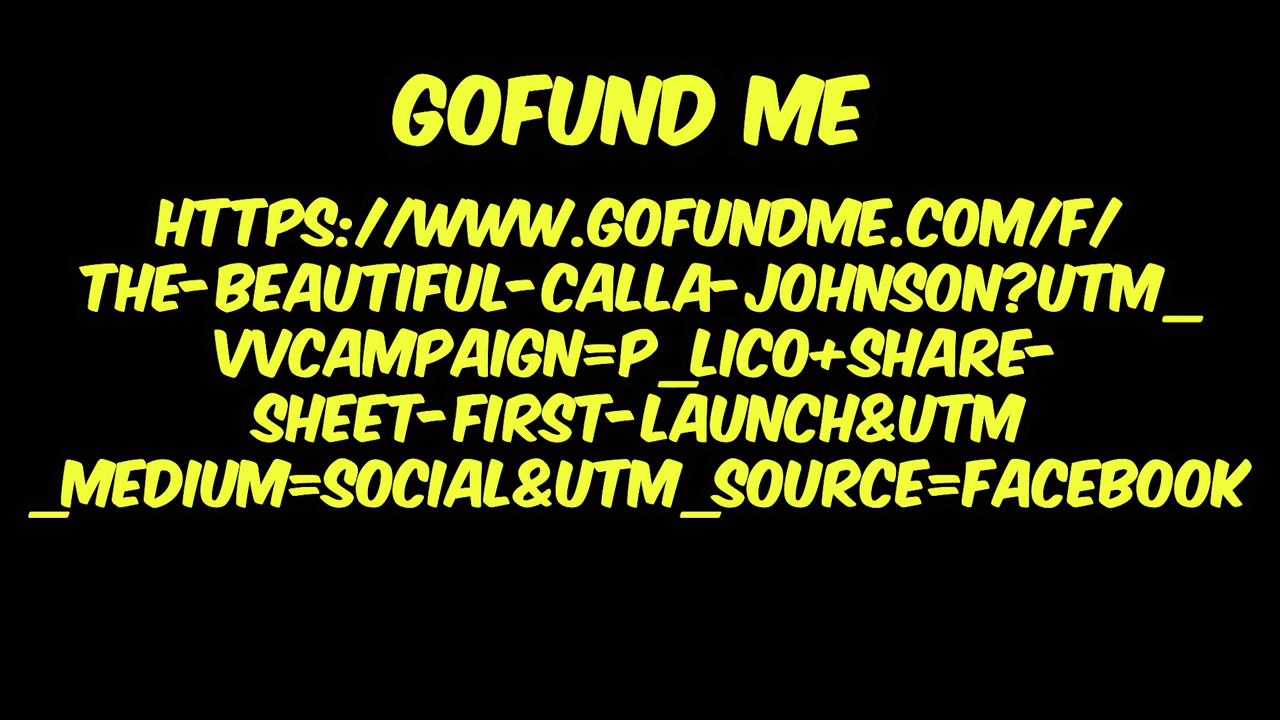 GOFUND ME
HTTPS://WWW.GOFUNDME.COM/F/
THE-BEAUTIFUL-CALLA-JOHNSON?UTM_
VVCAMPAIGN=P_LICO+SHARE-
SHEET-FIRST-LAUNCH&UTM
_MEDIUM=SOCIAL&UTM_SOURCE=FACEBOOK